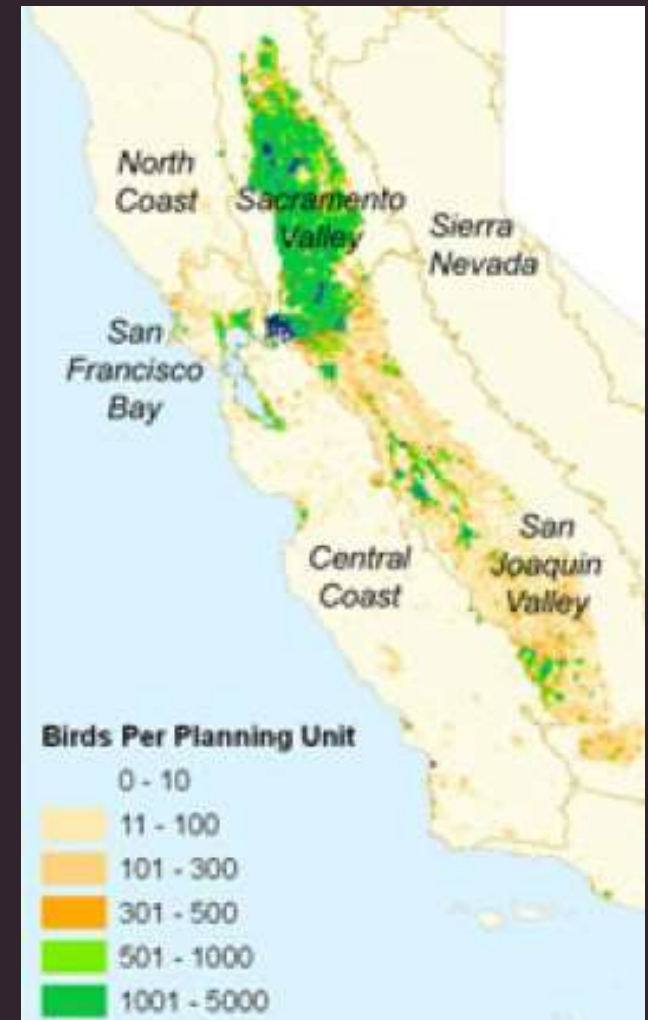 North
Coast
Sacramento
Valley
Sierra
Nevada
San
Francisco
Bay
San
Joaquin
Valley
Central
Coast
Birds Per Planning Unit
0 - 10
11 - 100
101 - 300
301 - 500
501 - 1000
1001 - 5000